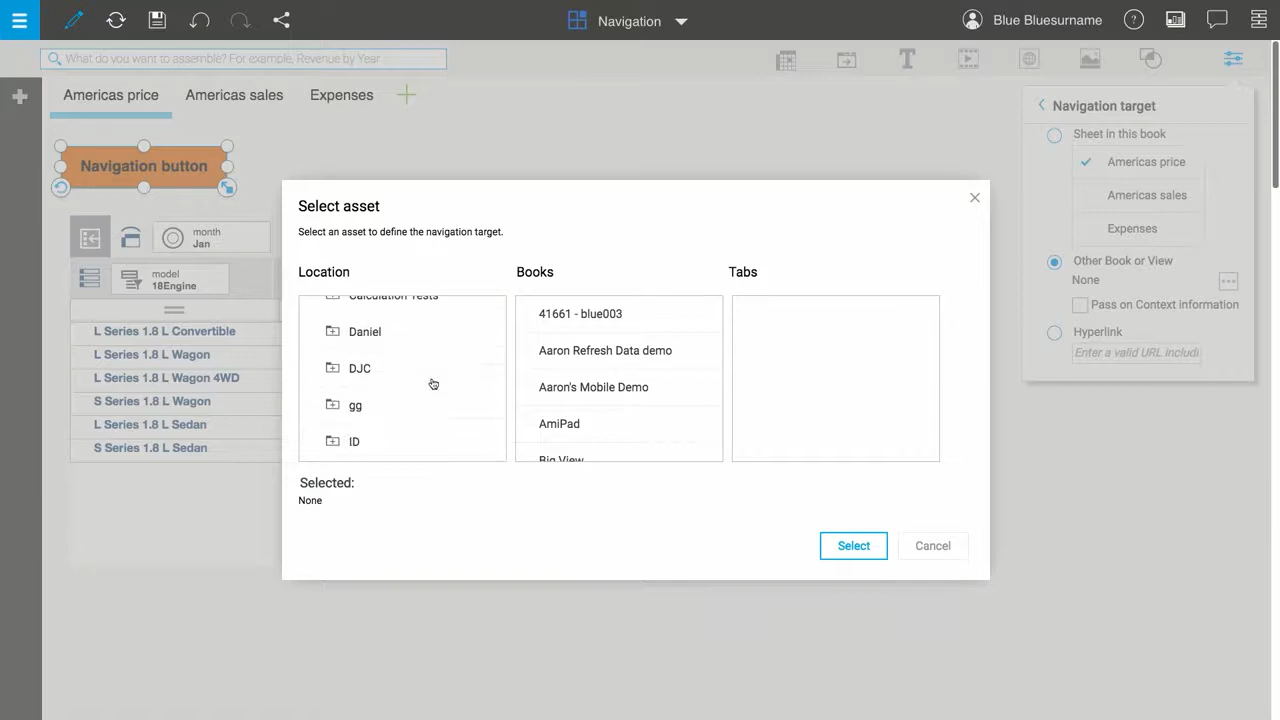 Navigation
Blue Bluesurname
What do you want to assemble? For example, Revenue by Year
Americas price
Americas sales
Expenses
Navigation button
month
Jan
model
18Engine
L Series 1.8 L Convertible
L Series 1.8 L Wagon
L Series 1.8 L Wagon 4WD
S Series 1.8 L Wagon
L Series 1.8 L Sedan
S Series 1.8 L Sedan
Select asset
Select an asset to define the navigation target.
Location
Calculation Tests
Daniel
DJC
gg
ID
Books
41661 - blue003
Aaron Refresh Data demo
Aaron's Mobile Demo
AmiPad
Big View
Tabs
Selected:
None
Select
Cancel
Navigation target
Sheet in this book
Americas price
Americas sales
Expenses
Other Book or View
None
Pass on Context information
Hyperlink
Enter a valid URL includi